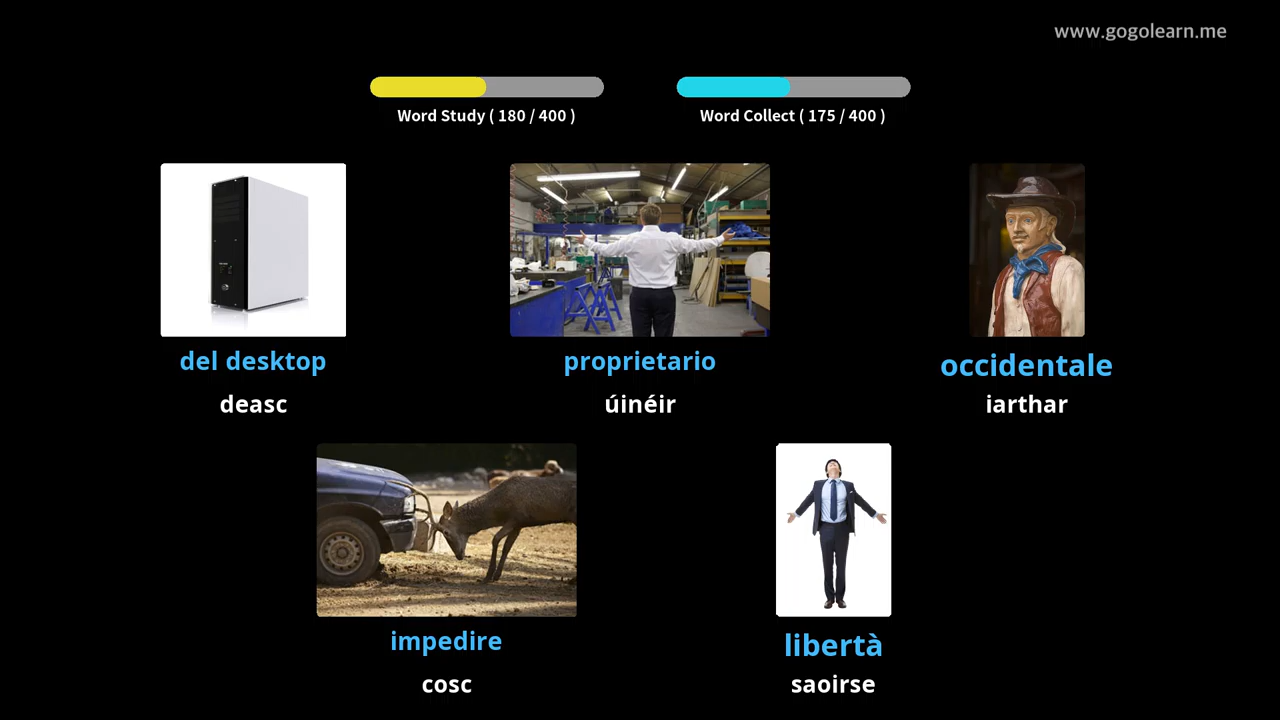 www.gogolearn.me
Word Study ( 180 / 400 )
Word Collect ( 175 / 400 )
del desktop
deasc
proprietario
úinéir
occidentale
iarthar
impedire
cosc
libertà
saoirse